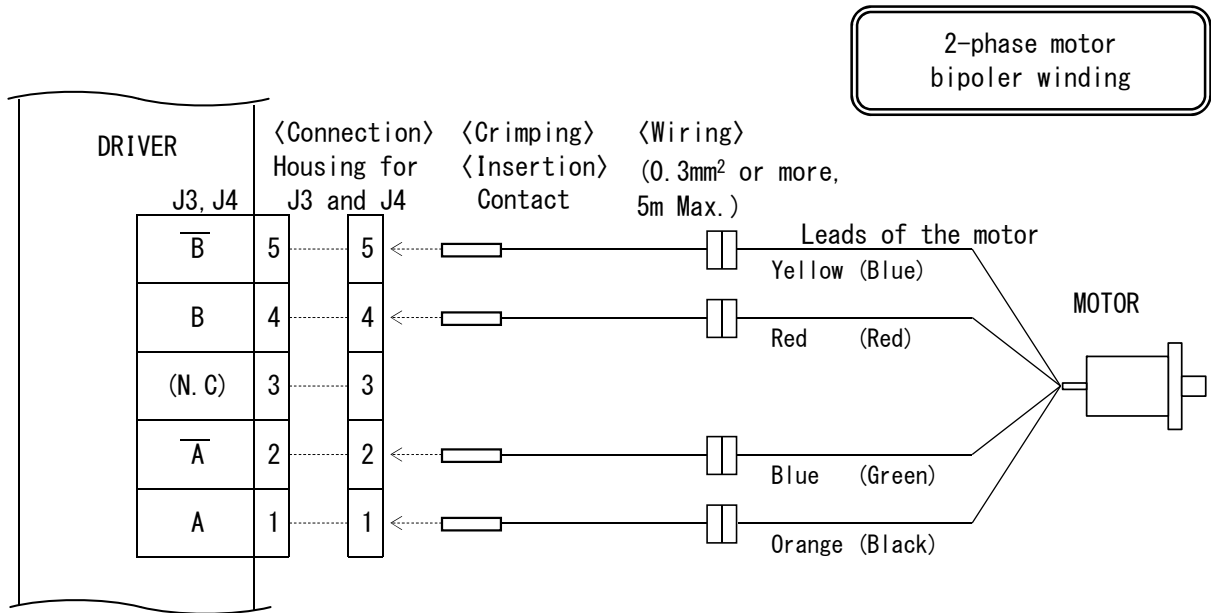 2-phase motor
bipoler winding
DRIVER
〈Connection〉
Housing for
J3 and J4
〈Crimping〉
〈Insertion〉
Contact
〈Wiring〉
(0.3mm² or more,
5m Max.)
J3,J4
Leads of the motor
B̅ 5 5 Yellow (Blue)
B 4 4 Red (Red)
(N.C) 3 3
A̅ 2 2 Blue (Green)
A 1 1 Orange (Black)
MOTOR